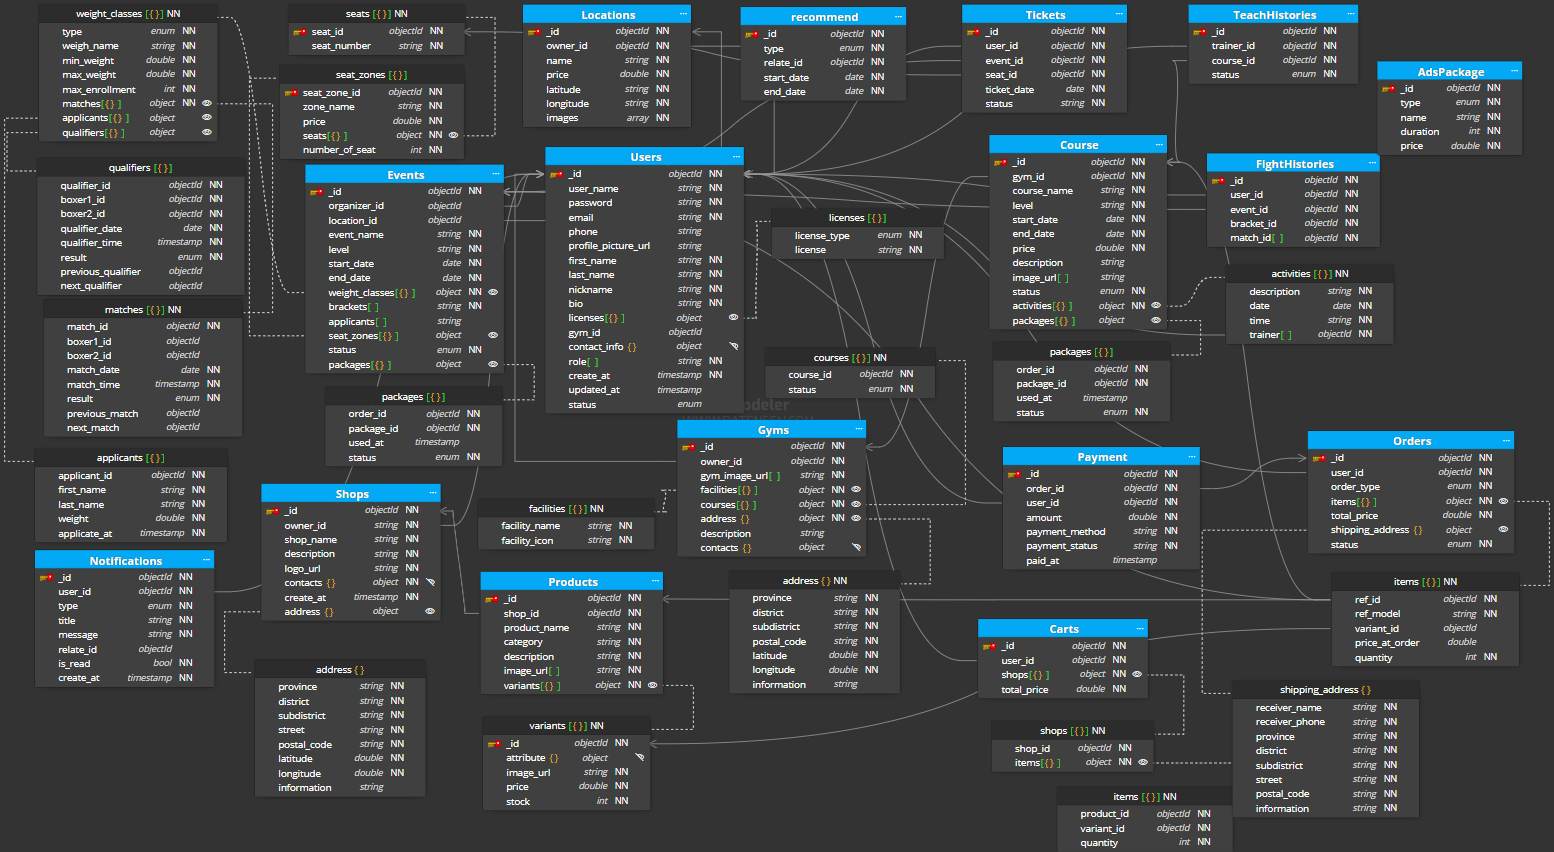 weight_classes [{}] NN
type enum NN
weigh_name string NN
min_weight double NN
max_weight double NN
max_enrollment int NN
matches[{}] object NN
applicants[{}] object
qualifiers[{}] object
qualifiers [{}]
qualifier_id objectId NN
boxer1_id objectId NN
boxer2_id objectId NN
qualifier_date date NN
qualifier_time timestamp NN
result enum NN
previous_qualifier objectId
next_qualifier objectId
matches [{}] NN
match_id objectId NN
boxer1_id objectId
boxer2_id objectId
match_date date NN
match_time timestamp NN
result enum NN
previous_match objectId
next_match objectId
applicants [{}]
applicant_id objectId NN
first_name string NN
last_name string NN
weight double NN
applicate_at timestamp NN
Notifications
_id objectId NN
user_id objectId NN
type enum NN
title string NN
message string NN
relate_id objectId
is_read bool NN
create_at timestamp NN
seats [{}] NN
seat_id objectId NN
seat_number string NN
seat_zones [{}]
seat_zone_id objectId NN
zone_name string NN
price double NN
seats[{}] object NN
number_of_seat int NN
Events
_id objectId NN
organizer_id objectId
location_id objectId
event_name string NN
level string NN
start_date date NN
end_date date NN
weight_classes[{}] object NN
brackets[ ] string NN
applicants[ ] string
seat_zones[{}] object
status enum NN
packages[{}] object
packages [{}]
order_id objectId NN
package_id objectId NN
used_at timestamp
status enum NN
Shops
_id objectId NN
owner_id objectId NN
shop_name string NN
description string NN
logo_url string NN
contacts {} object NN
create_at timestamp NN
address {} object
address {}
province string NN
district string NN
subdistrict string NN
street string NN
postal_code string NN
latitude double NN
longitude double NN
information string
Locations
_id objectId NN
owner_id objectId NN
name string NN
price double NN
latitude string NN
longitude string NN
images array NN
Users
_id objectId NN
user_name string NN
password string NN
email string NN
phone string
profile_picture_url string
first_name string NN
last_name string NN
nickname string NN
bio string NN
licenses[{}] object
gym_id objectId
contact_info {} object
role[ ] string NN
create_at timestamp NN
updated_at timestamp
status enum
facilities [{}] NN
facility_name string NN
facility_icon string NN
Products
_id objectId NN
shop_id objectId NN
product_name string NN
category string NN
description string NN
image_url[ ] string NN
variants[{}] object NN
variants [{}] NN
_id objectId NN
attribute {} object
image_url string NN
price double NN
stock int NN
recommend
_id objectId NN
type enum NN
relate_id objectId NN
start_date date NN
end_date date NN
licenses [{}]
license_type enum NN
license string NN
courses [{}] NN
course_id objectId NN
status enum NN
Gyms
_id objectId NN
owner_id objectId NN
gym_image_url[ ] string NN
facilities[{}] object NN
courses[{}] object NN
address {} object NN
description string
contacts {} object
address {} NN
province string NN
district string NN
subdistrict string NN
postal_code string NN
latitude double NN
longitude double NN
information string
Tickets
_id objectId NN
user_id objectId NN
event_id objectId NN
seat_id objectId NN
ticket_date date NN
status string NN
Course
_id objectId NN
gym_id objectId NN
course_name string NN
level string NN
start_date date NN
end_date date NN
price double NN
description string
image_url[ ] string
status enum NN
activities[{}] object NN
packages[{}] object
packages [{}]
order_id objectId NN
package_id objectId NN
used_at timestamp
status enum NN
Payment
_id objectId NN
order_id objectId NN
user_id objectId NN
amount double NN
payment_method string NN
payment_status string NN
paid_at timestamp
Carts
_id objectId NN
user_id objectId NN
shops[{}] object NN
total_price double NN
shops [{}] NN
shop_id objectId NN
items[{}] object NN
items [{}] NN
product_id objectId NN
variant_id objectId NN
quantity int NN
TeachHistories
_id objectId NN
trainer_id objectId NN
course_id objectId NN
status enum NN
AdsPackage
_id objectId NN
type enum NN
name string NN
duration int NN
price double NN
FightHistories
_id objectId NN
user_id objectId NN
event_id objectId NN
bracket_id objectId NN
match_id[ ] objectId NN
activities [{}] NN
description string NN
date date NN
time string NN
trainer[ ] objectId NN
Orders
_id objectId NN
user_id objectId NN
order_type enum NN
items[{}] object NN
total_price double NN
shipping_address {} object
status enum NN
items [{}] NN
ref_id objectId NN
ref_model string NN
variant_id objectId
price_at_order double
quantity int NN
shipping_address {}
receiver_name string NN
receiver_phone string NN
province string NN
district string NN
subdistrict string NN
street string NN
postal_code string NN
information string NN